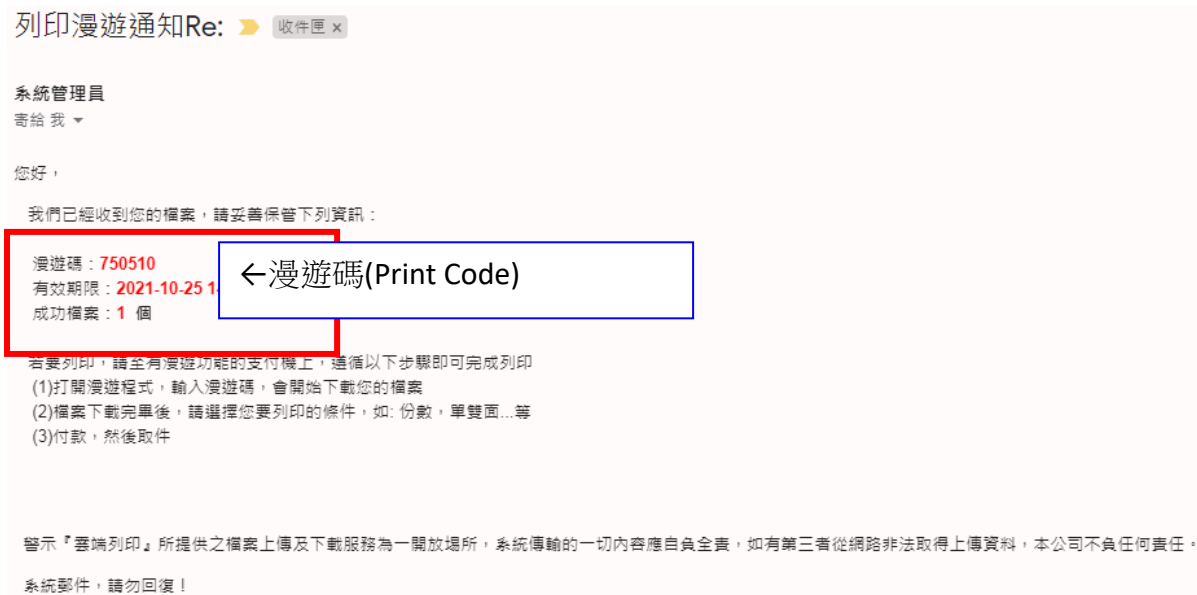 列印漫遊通知Re:
收件匣 x
系統管理員
寄給 我
您好，
我們已經收到您的檔案，請妥善保管下列資訊：
漫遊碼：750510
←漫遊碼(Print Code)
有效期限：2021-10-25 1
成功檔案：1 個
若要列印，請至有漫遊功能的支付機上，遵循以下步驟即可完成列印
(1)打開漫遊程式，輸入漫遊碼，會開始下載您的檔案
(2)檔案下載完畢後，請選擇您要列印的條件，如: 份數，單雙面...等
(3)付款，然後取件
警示『雲端列印』所提供之檔案上傳及下載服務為一開放場所，系統傳輸的一切內容應自負全責，如有第三者從網路非法取得上傳資料，本公司不負任何責任。
系統郵件，請勿回復！